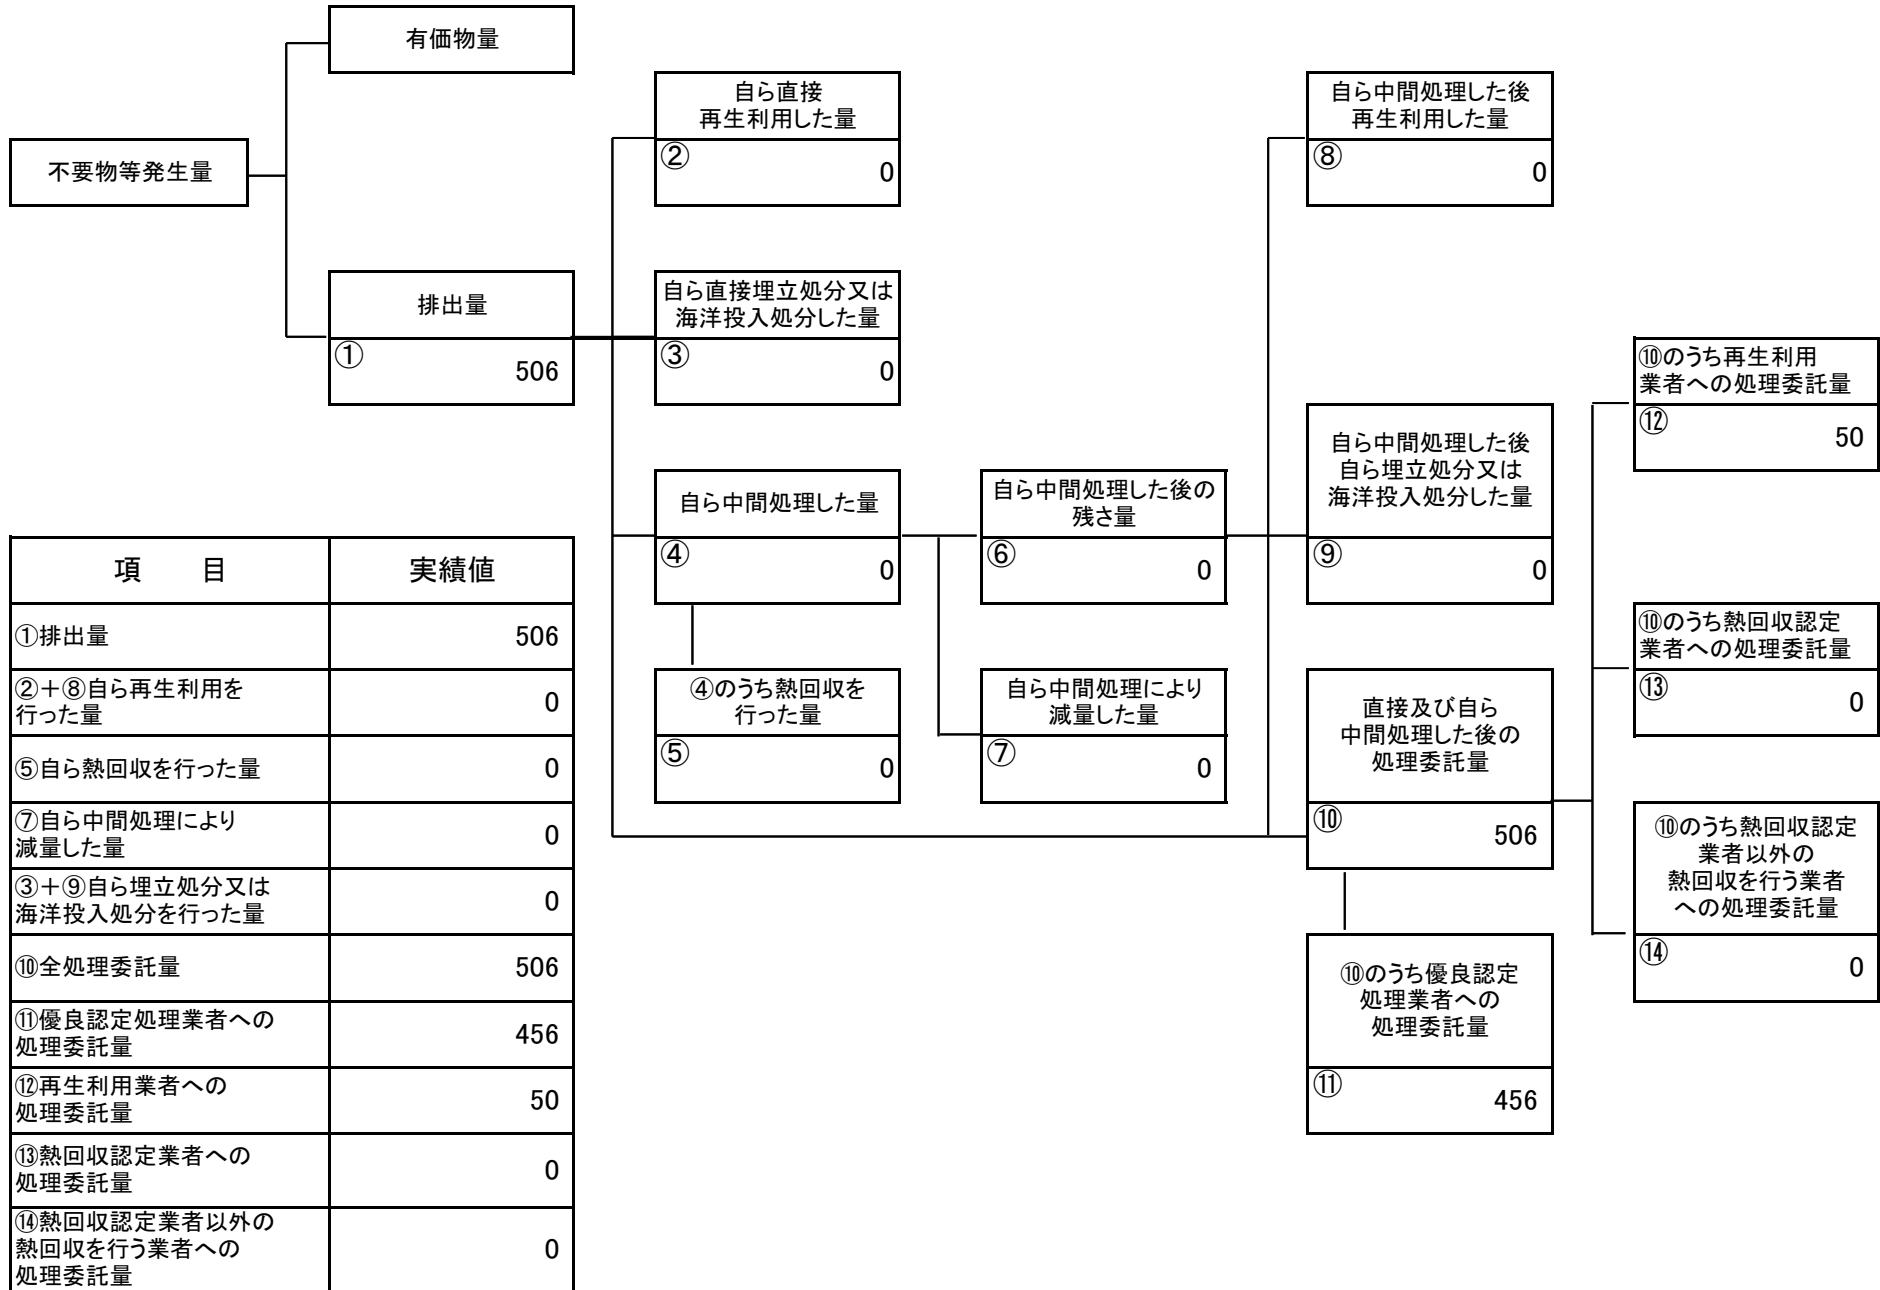 有価物量
不要物等発生量
排出量
①
506
自ら直接
再生利用した量
②
0
自ら直接埋立処分又は
海洋投入処分した量
③
0
自ら中間処理した量
④
0
④のうち熱回収を
行った量
⑤
0
自ら中間処理した後の
残さ量
⑥
0
自ら中間処理により
減量した量
⑦
0
自ら中間処理した後
再生利用した量
⑧
0
自ら中間処理した後
自ら埋立処分又は
海洋投入処分した量
⑨
0
直接及び自ら
中間処理した後の
処理委託量
⑩
506
⑩のうち優良認定
処理業者への
処理委託量
⑪
456
⑩のうち再生利用
業者への処理委託量
⑫
50
⑩のうち熱回収認定
業者への処理委託量
⑬
0
⑩のうち熱回収認定
業者以外の
熱回収を行う業者
への処理委託量
⑭
0
項　　目 実績値
①排出量 506
②＋⑧自ら再生利用を
行った量 0
⑤自ら熱回収を行った量 0
⑦自ら中間処理により
減量した量 0
③＋⑨自ら埋立処分又は
海洋投入処分を行った量 0
⑩全処理委託量 506
⑪優良認定処理業者への
処理委託量 456
⑫再生利用業者への
処理委託量 50
⑬熱回収認定業者への
処理委託量 0
⑭熱回収認定業者以外の
熱回収を行う業者への
処理委託量 0